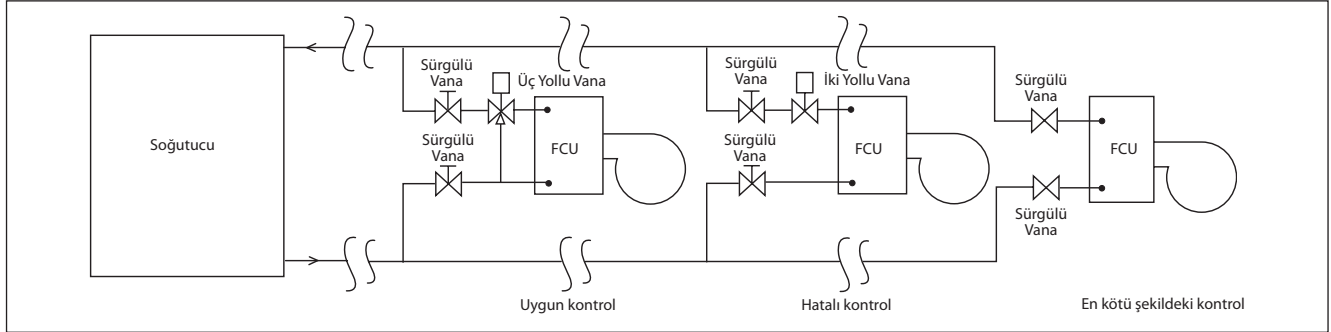 Soğutucu
Sürgülü
Vana
Üç Yollu Vana
Sürgülü
Vana
FCU
Sürgülü
Vana
İki Yollu Vana
Sürgülü
Vana
FCU
Sürgülü
Vana
FCU
Sürgülü
Vana
Uygun kontrol
Hatalı kontrol
En kötü şekildeki kontrol